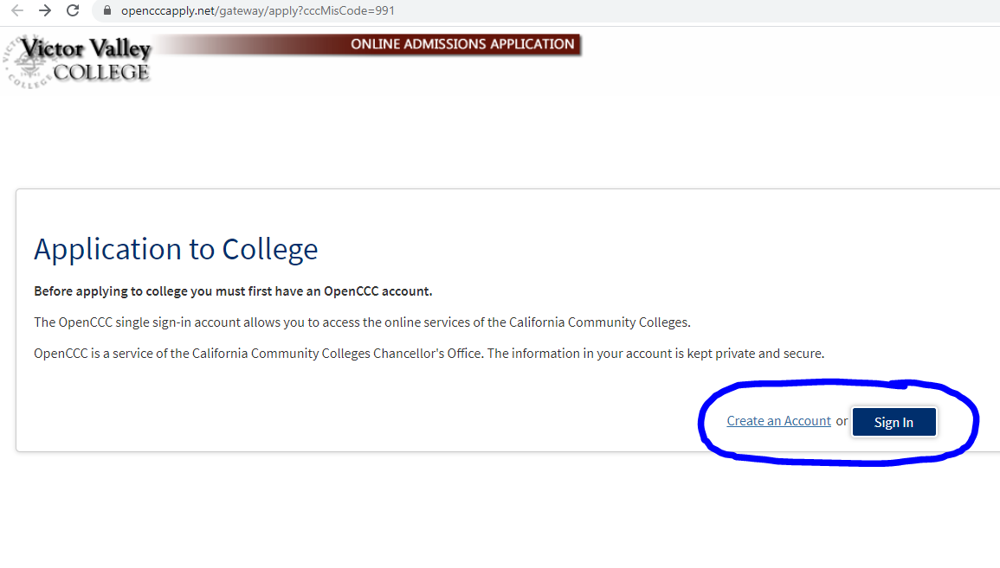 opencccapply.net/gateway/apply?cccMisCode=991
Victor Valley
COLLEGE
ONLINE ADMISSIONS APPLICATION
Application to College
Before applying to college you must first have an OpenCCC account.
The OpenCCC single sign-in account allows you to access the online services of the California Community Colleges.
OpenCCC is a service of the California Community Colleges Chancellor's Office. The information in your account is kept private and secure.
Create an Account or Sign In